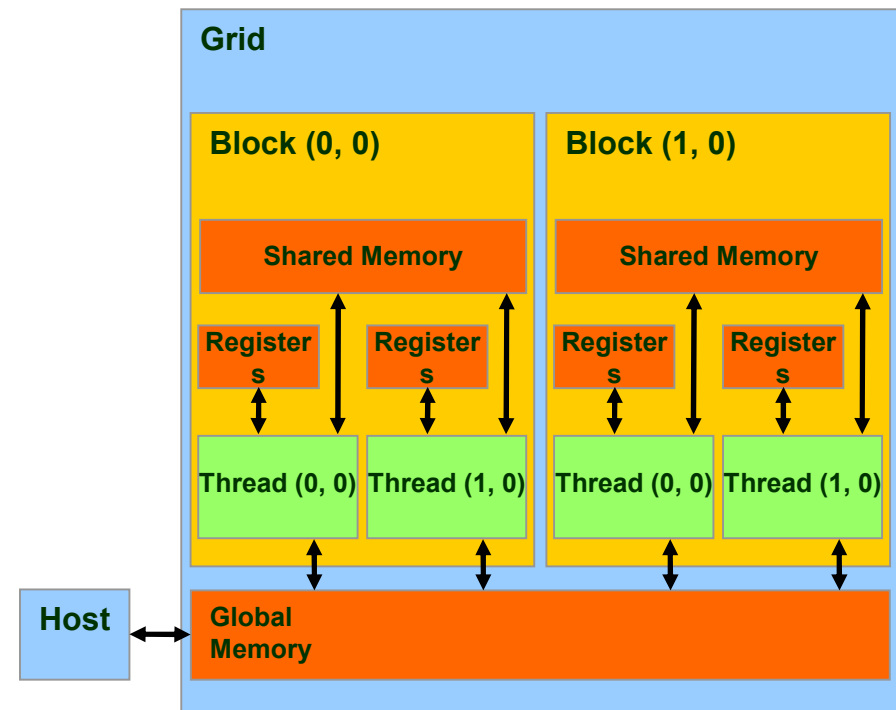 Grid
Block (0, 0)
Block (1, 0)
Shared Memory
Shared Memory
Register
s
Register
s
Register
s
Register
s
Thread (0, 0)
Thread (1, 0)
Thread (0, 0)
Thread (1, 0)
Host
Global
Memory